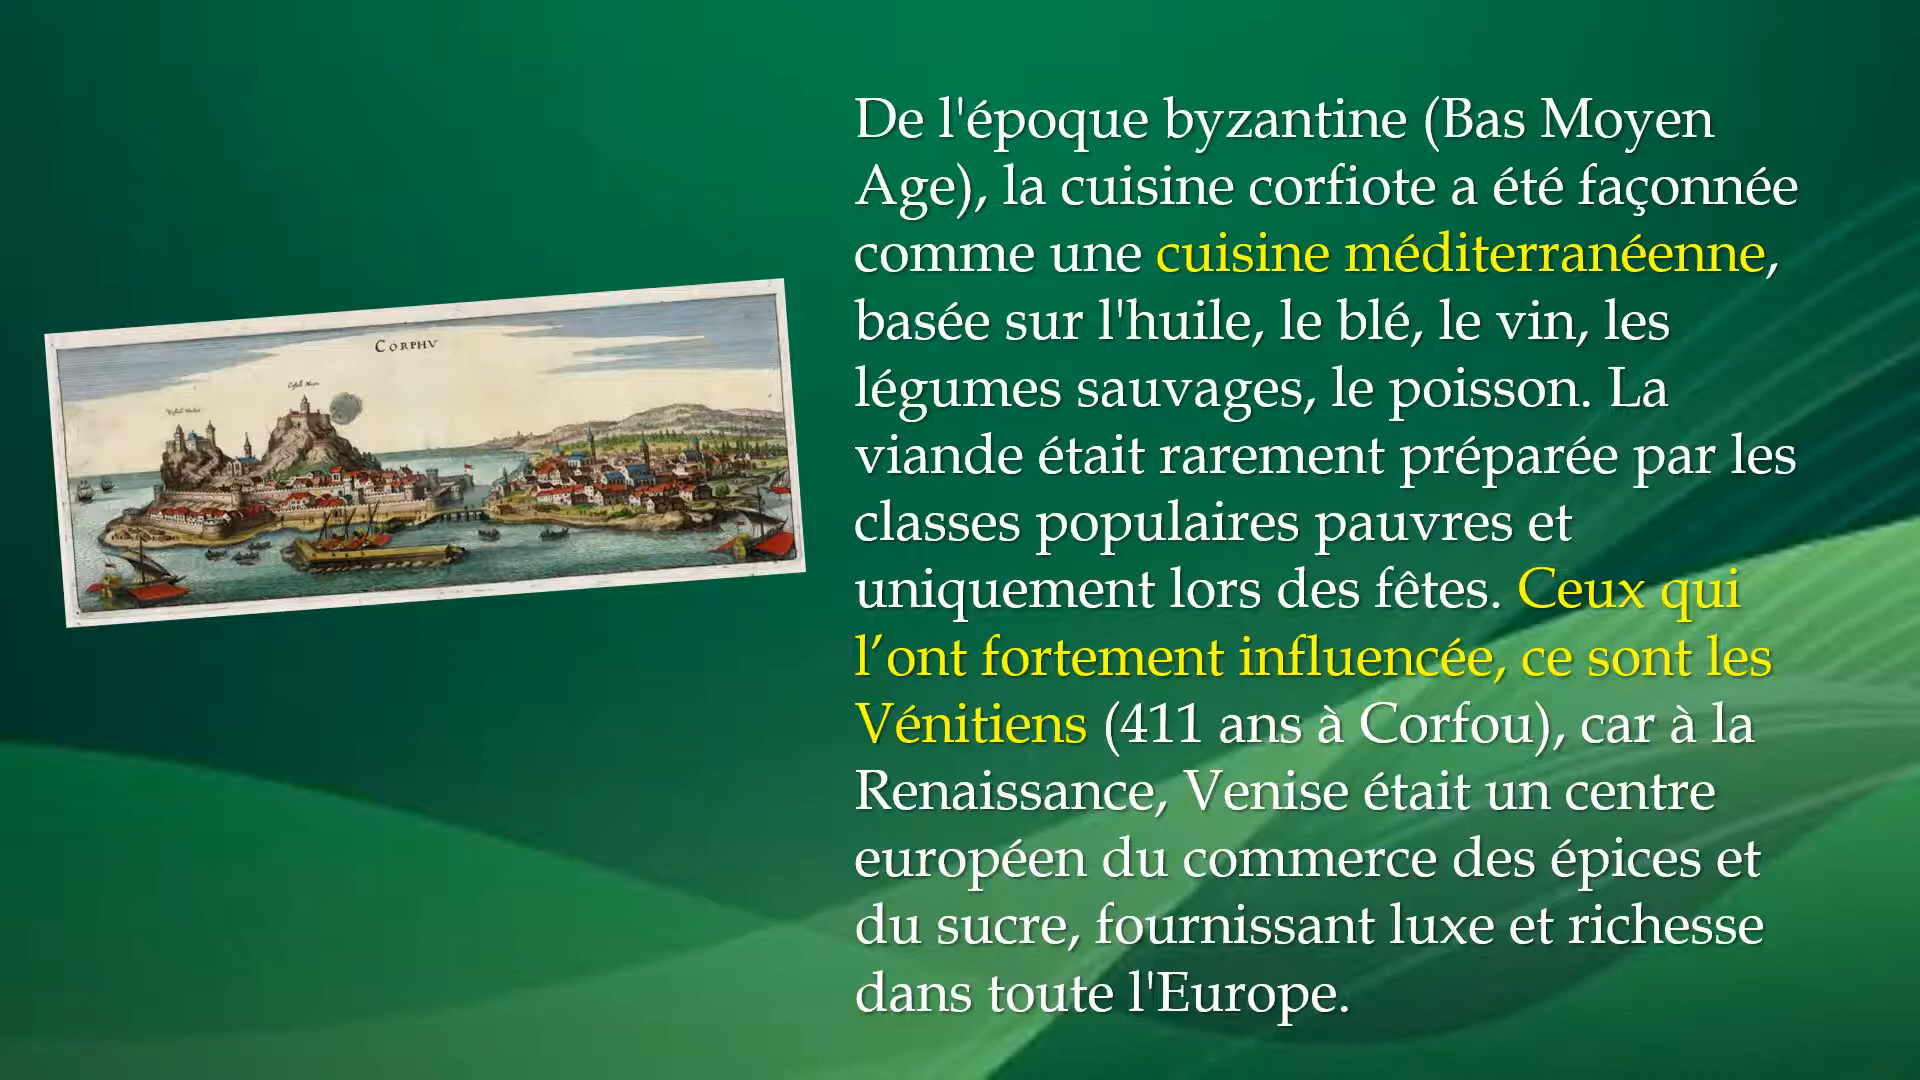 CORPHV
De l'époque byzantine (Bas Moyen
Age), la cuisine corfiote a été façonnée
comme une cuisine méditerranéenne,
basée sur l'huile, le blé, le vin, les
légumes sauvages, le poisson. La
viande était rarement préparée par les
classes populaires pauvres et
uniquement lors des fêtes. Ceux qui
l’ont fortement influencée, ce sont les
Vénitiens (411 ans à Corfou), car à la
Renaissance, Venise était un centre
européen du commerce des épices et
du sucre, fournissant luxe et richesse
dans toute l'Europe.